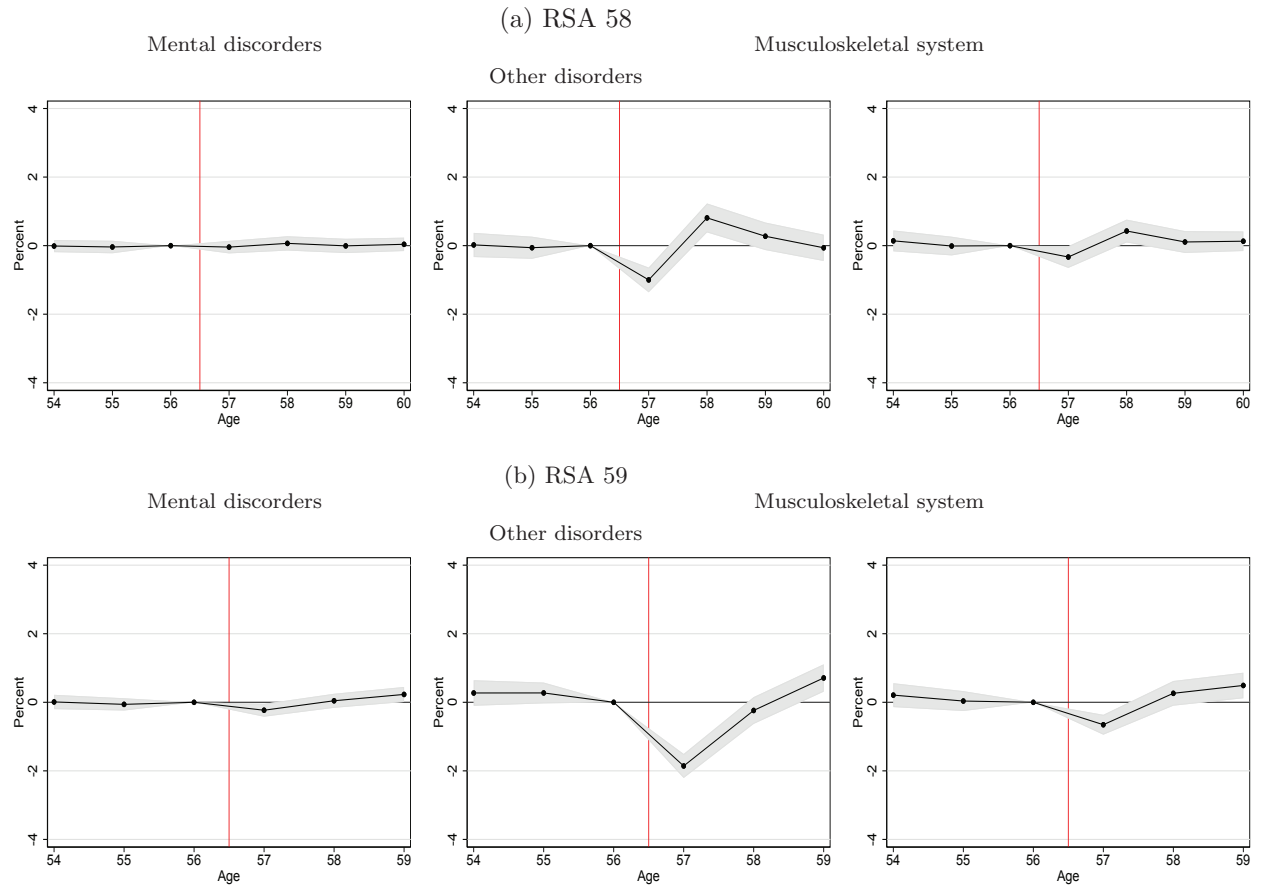 (a) RSA 58
Mental discorders
Musculoskeletal system
Other disorders
Percent
4
2
0
-2
-4
54 55 56 57 58 59 60
Age
Percent
4
2
0
-2
-4
54 55 56 57 58 59 60
Age
Percent
4
2
0
-2
-4
54 55 56 57 58 59 60
Age
(b) RSA 59
Mental discorders
Musculoskeletal system
Other disorders
Percent
4
2
0
-2
-4
54 55 56 57 58 59
Age
Percent
4
2
0
-2
-4
54 55 56 57 58 59
Age
Percent
4
2
0
-2
-4
54 55 56 57 58 59
Age